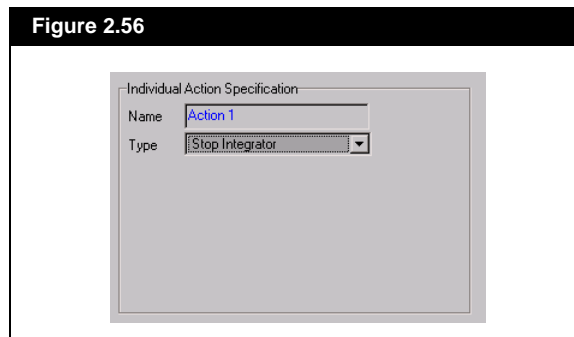 Figure 2.56
Individual Action Specification
Name Action 1
Type Stop Integrator